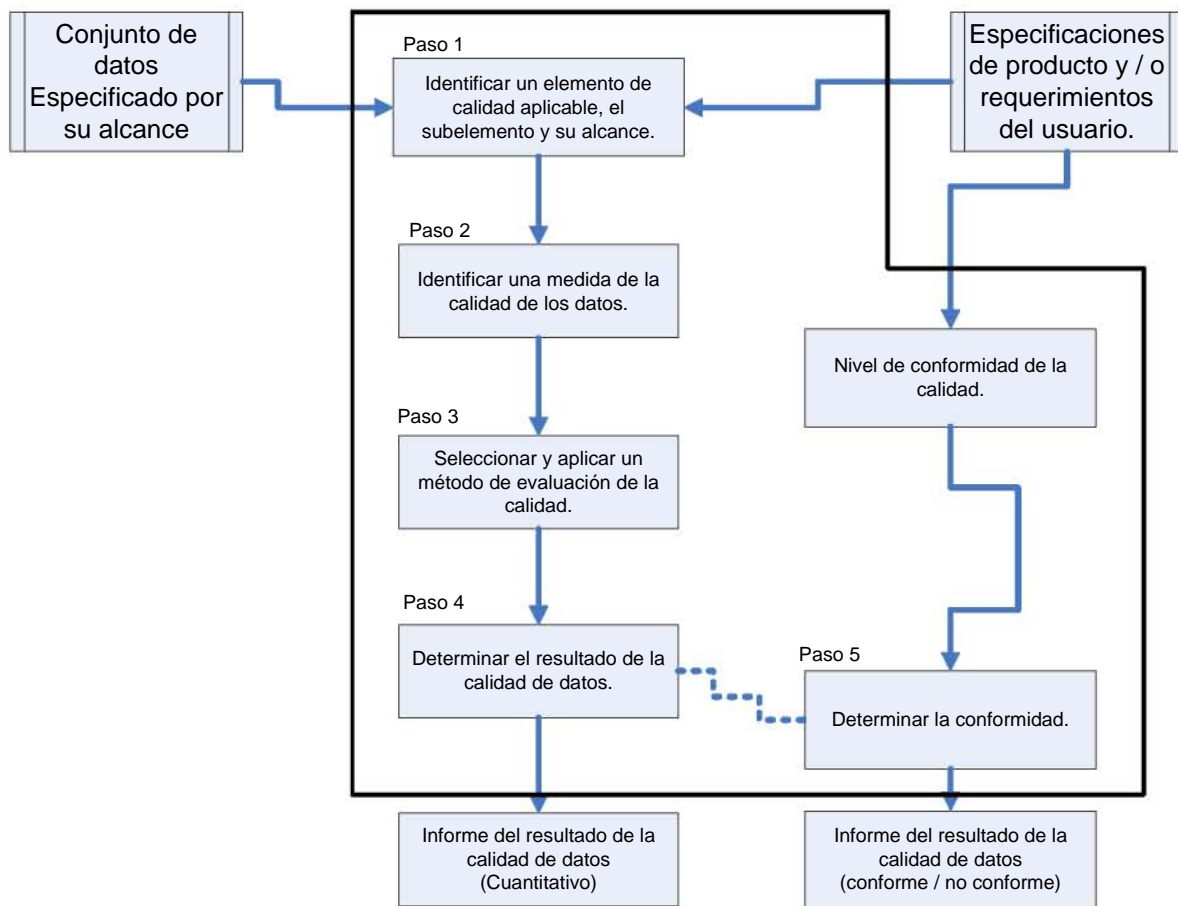 Conjunto de
datos
Especificado por
su alcance
Paso 1
Identificar un elemento de
calidad aplicable, el
subelemento y su alcance.
Especificaciones
de producto y / o
requerimientos
del usuario.
Paso 2
Identificar una medida de la
calidad de los datos.
Nivel de conformidad de la
calidad.
Paso 3
Seleccionar y aplicar un
método de evaluación de la
calidad.
Paso 4
Determinar el resultado de la
calidad de datos.
Paso 5
Determinar la conformidad.
Informe del resultado de la
calidad de datos
(Cuantitativo)
Informe del resultado de la
calidad de datos
(conforme / no conforme)